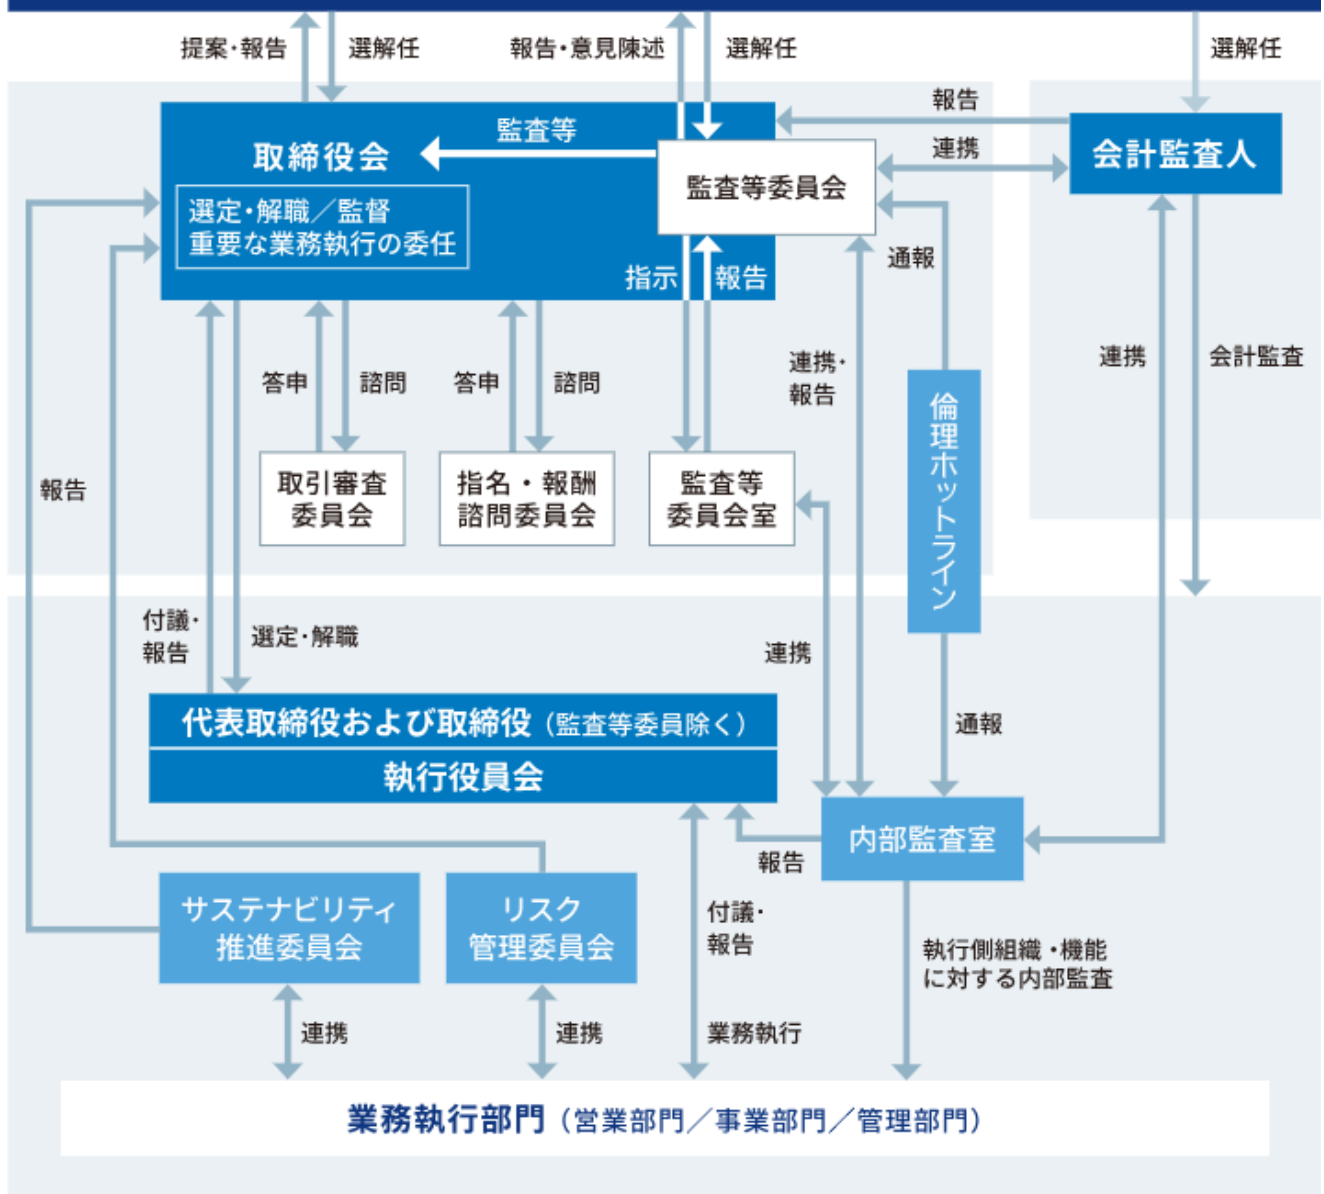 提案・報告
選解任
報告・意見陳述
選解任
選解任
報告
監査等
取締役会
連携
会計監査人
監査等委員会
選定・解職／監督
重要な業務執行の委任
通報
指示
報告
連携・
報告
連携
会計監査
答申
諮問
答申
諮問
倫理ホットライン
報告
取引審査
委員会
指名・報酬
諮問委員会
監査等
委員会室
付議・
報告
選定・解職
連携
代表取締役および取締役（監査等委員除く）
執行役員会
通報
内部監査室
報告
サステナビリティ
推進委員会
リスク
管理委員会
付議・
報告
執行側組織・機能
に対する内部監査
連携
連携
業務執行
業務執行部門（営業部門／事業部門／管理部門）